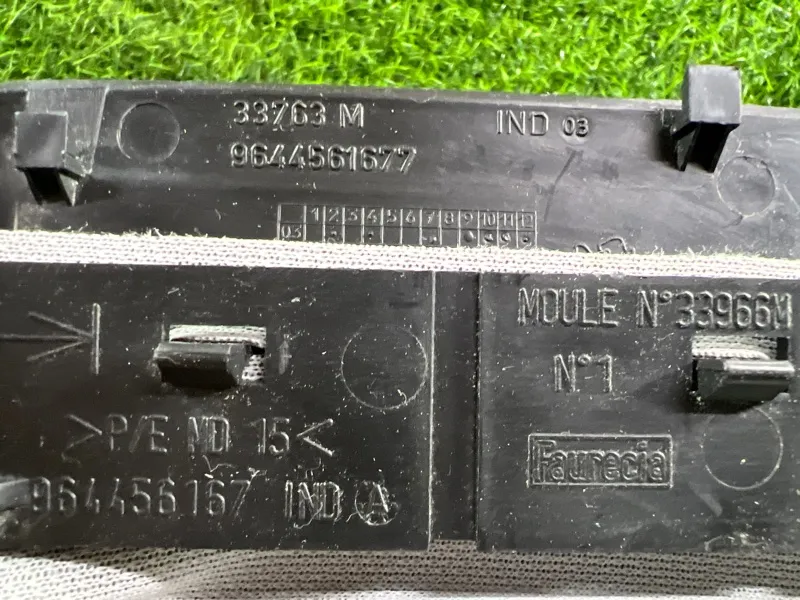 33763 M
IND 03
9644561677
1 2 3 4 5 6 7 8 9 10 11 12
03
MOULE N°33966M
N°1
>P/E MD 15<
Faurecia
964456167 IND A